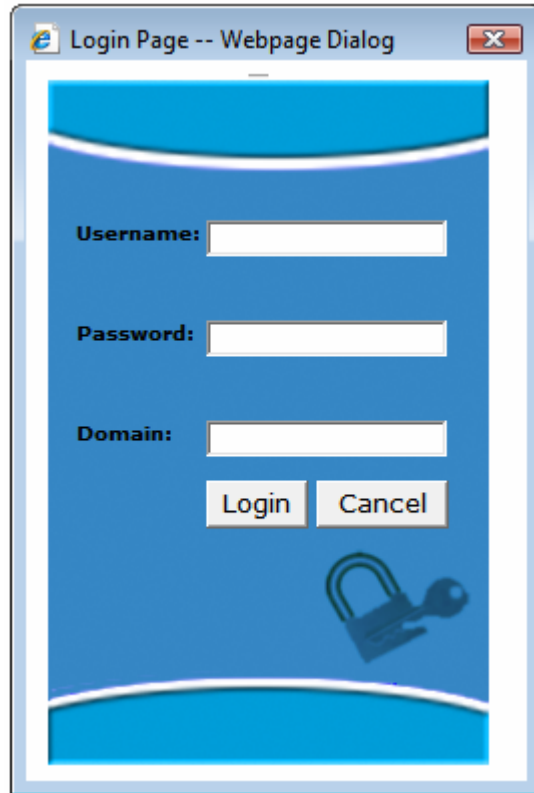 Login Page -- Webpage Dialog
Username:
Password:
Domain:
Login Cancel